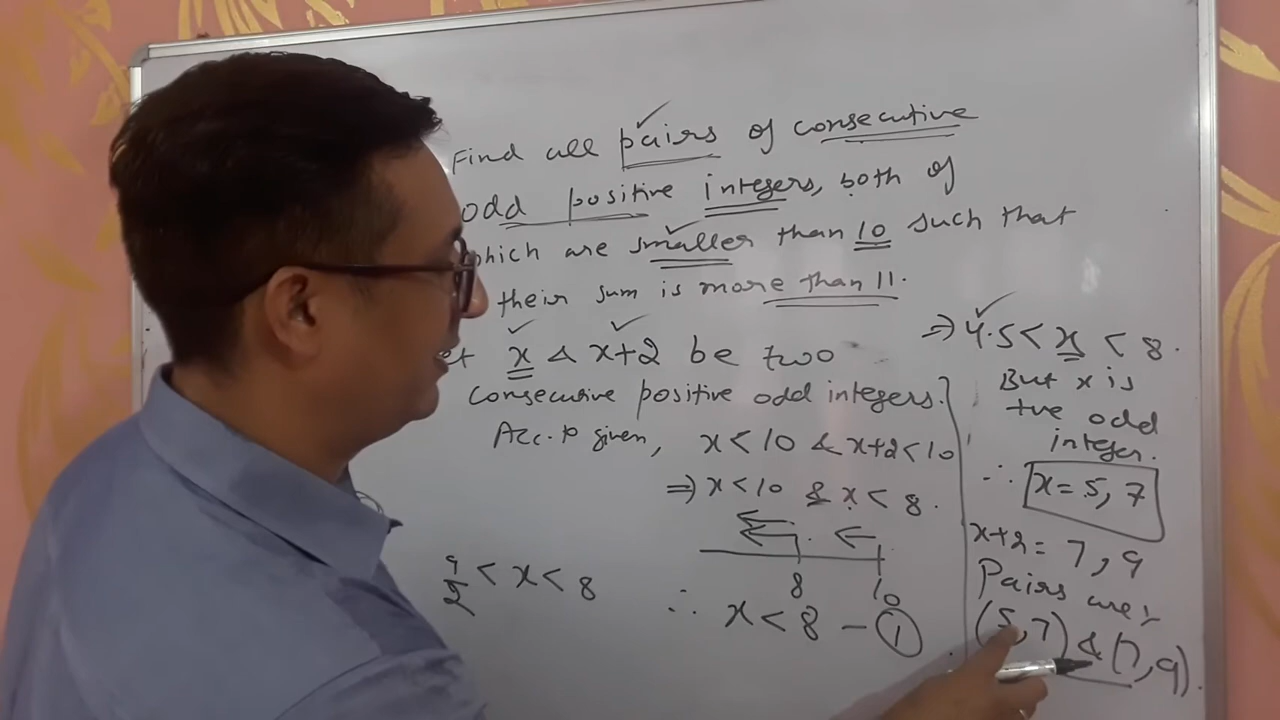 Find all pairs of consecutive
odd positive integers, both of
which are smaller than 10 such that
their sum is more than 11.
x & x+2 be two
consecutive positive odd integers.
Acc. to given, x<10 & x+2<10
⇒ x<10 & x<8.
8 10
∴ x<8 - ①
9/2 < x < 8
⇒ 4.5 < x < 8.
But x is
+ve odd
integer.
∴ x = 5, 7
x+2 = 7, 9
Pairs are:
(5,7) & (7,9).